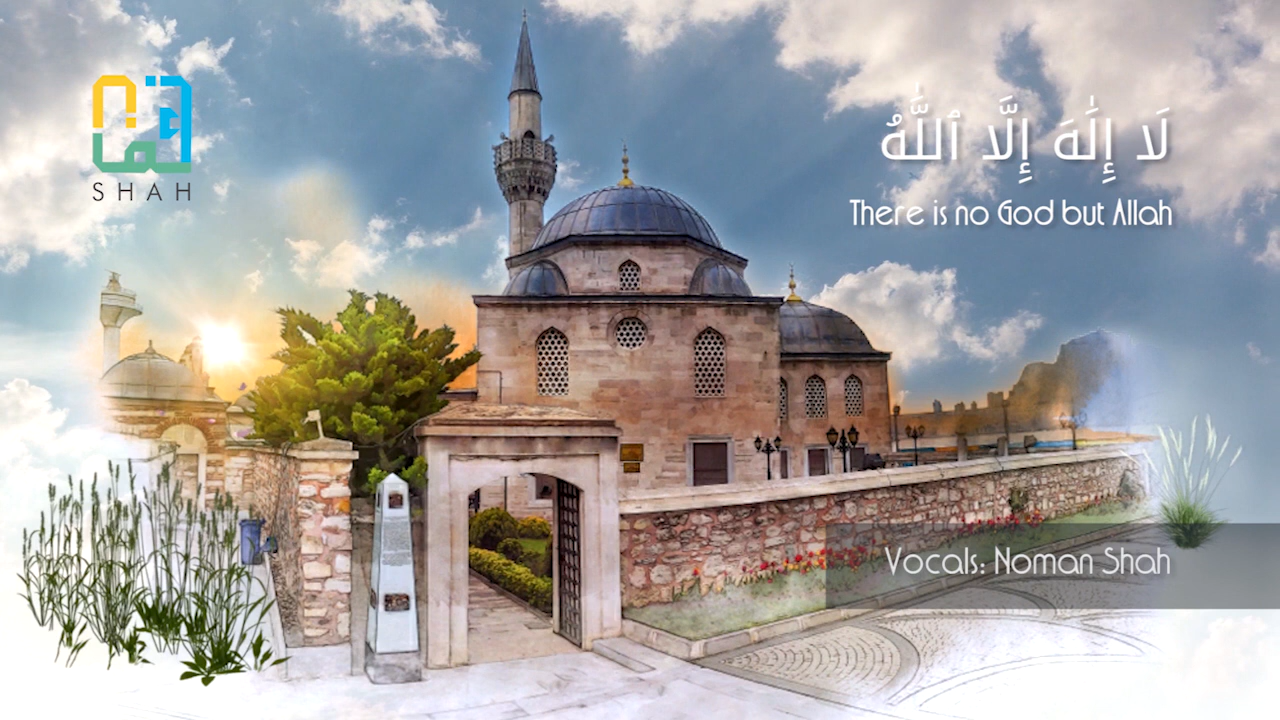 SHAH
لَا إِلَٰهَ إِلَّا ٱللَّٰهُ
There is no God but Allah
Vocals: Noman Shah